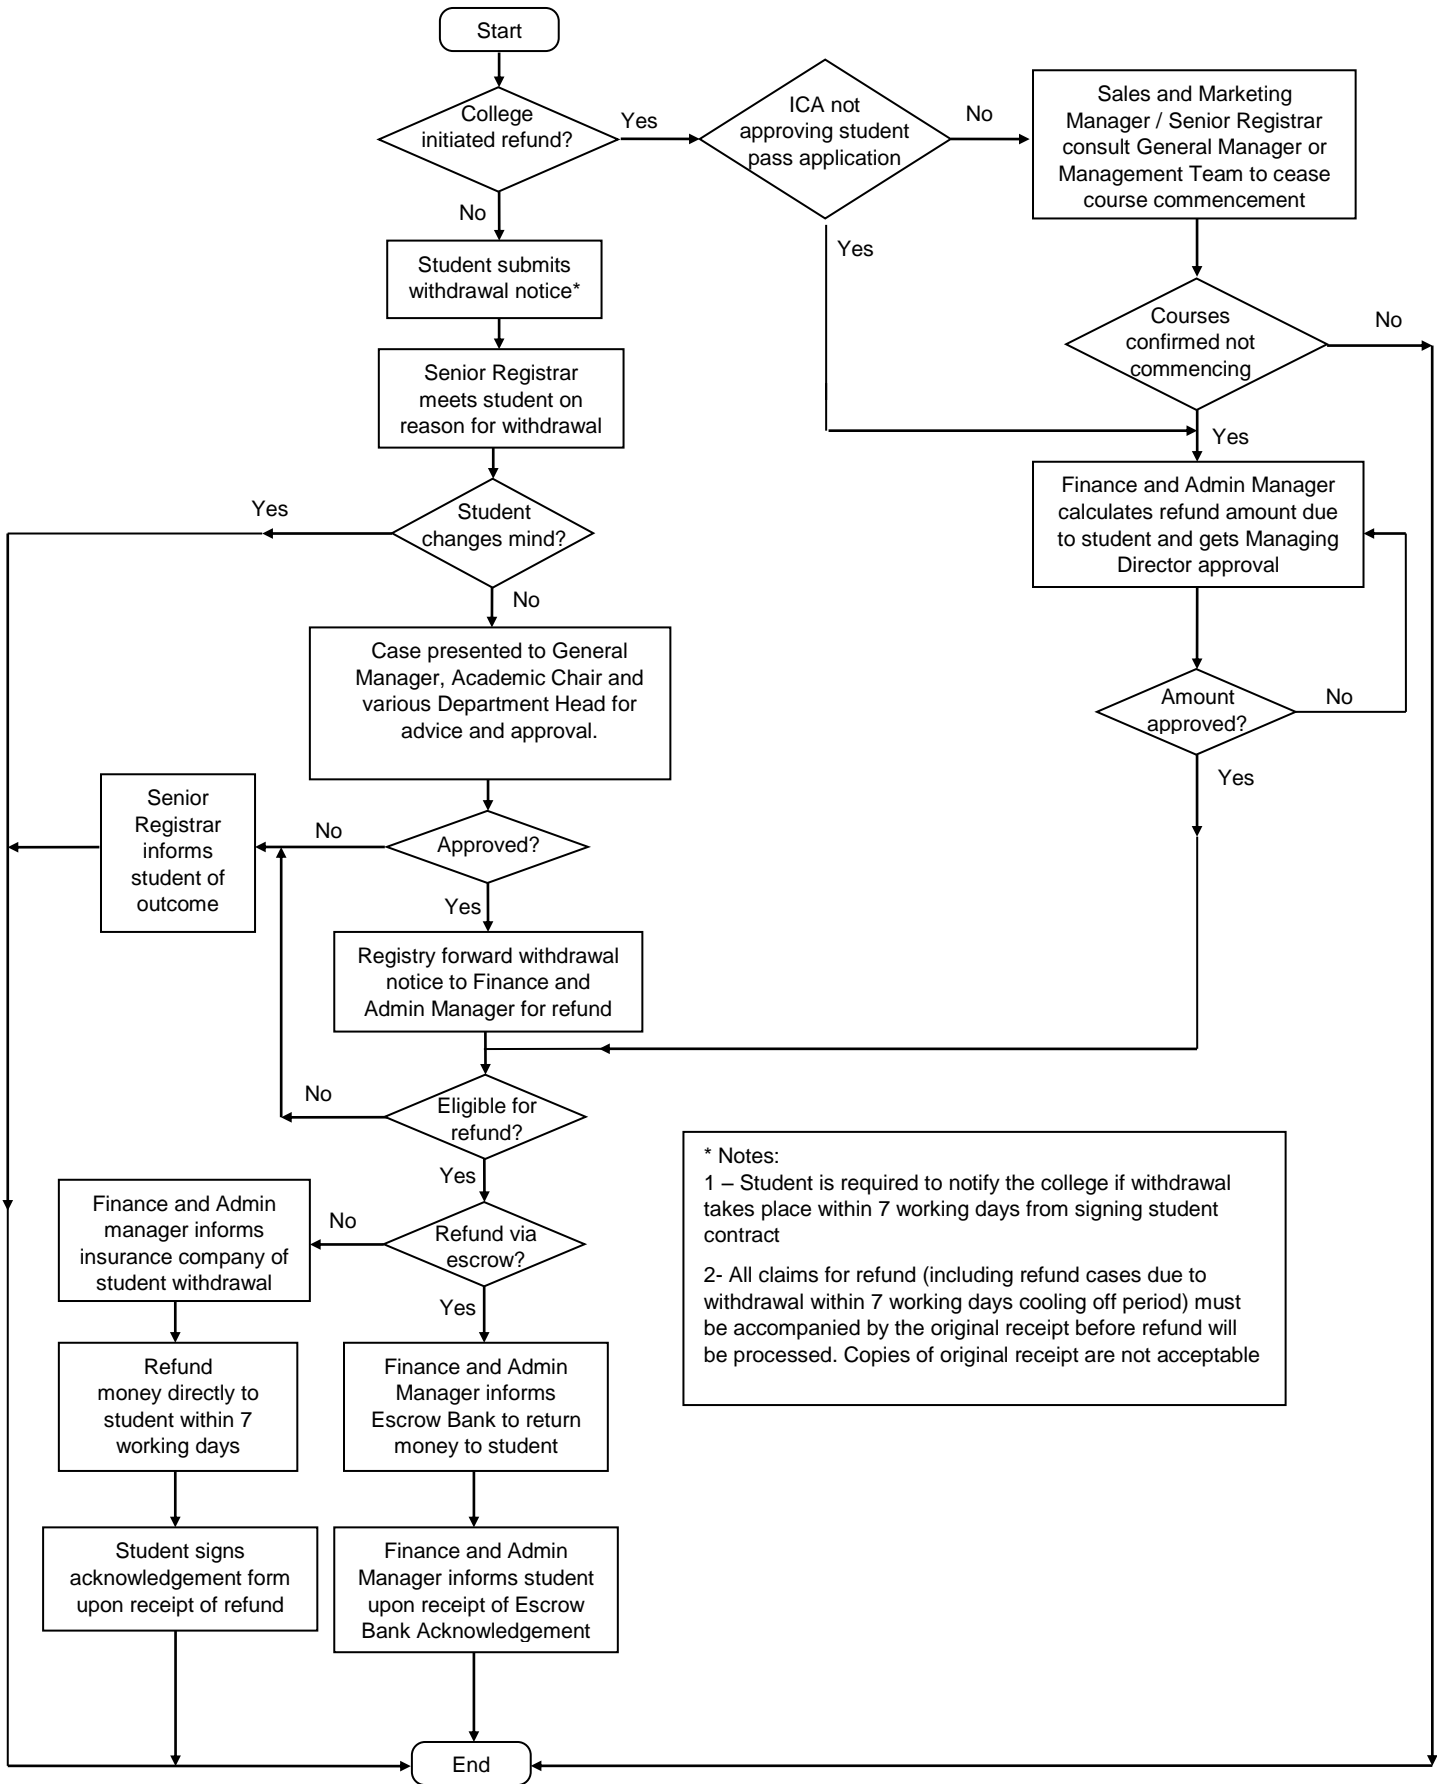 Start
College
initiated refund?
Yes
ICA not
approving student
pass application
No
Sales and Marketing
Manager / Senior Registrar
consult General Manager or
Management Team to cease
course commencement
No
Yes
Student submits
withdrawal notice*
Courses
confirmed not
commencing
No
Senior Registrar
meets student on
reason for withdrawal
Yes
Yes
Student
changes mind?
Finance and Admin Manager
calculates refund amount due
to student and gets Managing
Director approval
No
Case presented to General
Manager, Academic Chair and
various Department Head for
advice and approval.
Amount
approved?
No
Yes
Senior
Registrar
informs
student of
outcome
No
Approved?
Yes
Registry forward withdrawal
notice to Finance and
Admin Manager for refund
No
Eligible for
refund?
Yes
* Notes:
1 – Student is required to notify the college if withdrawal
takes place within 7 working days from signing student
contract
2- All claims for refund (including refund cases due to
withdrawal within 7 working days cooling off period) must
be accompanied by the original receipt before refund will
be processed. Copies of original receipt are not acceptable
Finance and Admin
manager informs
insurance company of
student withdrawal
No
Refund via
escrow?
Yes
Refund
money directly to
student within 7
working days
Finance and Admin
Manager informs
Escrow Bank to return
money to student
Student signs
acknowledgement form
upon receipt of refund
Finance and Admin
Manager informs student
upon receipt of Escrow
Bank Acknowledgement
End